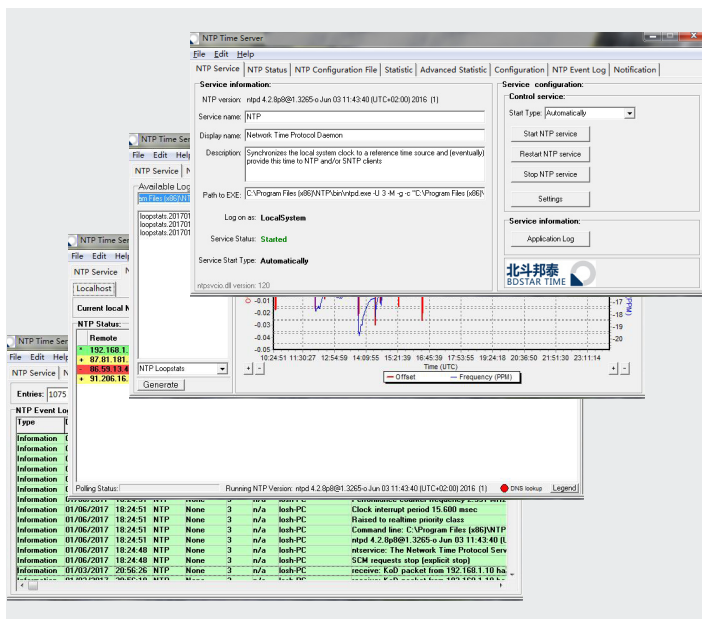 NTP Time Server
File Edit Help
NTP Service NTP Status NTP Configuration File Statistic Advanced Statistic Configuration NTP Event Log Notification
Service information:
NTP version: ntpd 4.2.8p8@1.3265-o Jun 03 11:43:40 (UTC+02:00) 2016 (1)
Service name: NTP
Display name: Network Time Protocol Daemon
Description: Synchronizes the local system clock to a reference time source and (eventually)
provide this time to NTP and/or SNTP clients
Path to EXE: C:\Program Files (x86)\NTP\bin\ntpd.exe -U 3 -M -g -c "C:\Program Files (x86)\
Log on as: LocalSystem
Service Status: Started
Service Start Type: Automatically
ntpsvcio.dll version: 120
Service configuration:
Control service:
Start Type: Automatically
Start NTP service
Restart NTP service
Stop NTP service
Settings
Service information:
Application Log
北斗邦泰
BDSTAR TIME
NTP Time Ser
File Edit Help
NTP Service
Available Log
am Files (x86)\NT
loopstats.201701
loopstats.201701
loopstats.201701
NTP Loopstats
Generate
-0.01
-0.02
-0.03
-0.04
-0.05
-17
-18
-19
-20
10:24:51 11:30:27 12:54:59 14:09:55 15:21:39 16:45:39 17:53:55 19:24:18 20:36:50 21:51:30 23:11:14
Time (UTC)
Offset Frequency (PPM)
NTP Time Ser
File Edit Help
NTP Service
Localhost
Current local N
NTP Status:
Remote
* 192.168.1.
+ 87.81.181.
- 86.59.13.4
+ 91.206.16.
Polling Status:
Running NTP Version: ntpd 4.2.8p8@1.3265-o Jun 03 11:43:40 (UTC+02:00) 2016 (1)
DNS lookup Legend
NTP Time Ser
File Edit Help
NTP Service
Entries: 1075
NTP Event Lo
Type
Information
Information
Information
Information
Information
Information
Information 01/06/2017 18:24:51 NTP None 3 n/a losh-PC
Information 01/06/2017 18:24:51 NTP None 3 n/a losh-PC Clock interrupt period 15.600 msec
Information 01/06/2017 18:24:51 NTP None 3 n/a losh-PC Raised to realtime priority class
Information 01/06/2017 18:24:51 NTP None 3 n/a losh-PC Command line: C:\Program Files (x86)\NTP
Information 01/06/2017 18:24:51 NTP None 3 n/a losh-PC ntpd 4.2.8p8@1.3265-o Jun 03 11:43:40 (U
Information 01/06/2017 18:24:48 NTP None 3 n/a losh-PC ntservice: The Network Time Protocol Serv
Information 01/06/2017 18:24:48 NTP None 3 n/a losh-PC SCM requests stop (explicit stop)
Information 01/03/2017 20:56:26 NTP None 3 n/a losh-PC receive: KoD packet from 192.168.1.10 ha